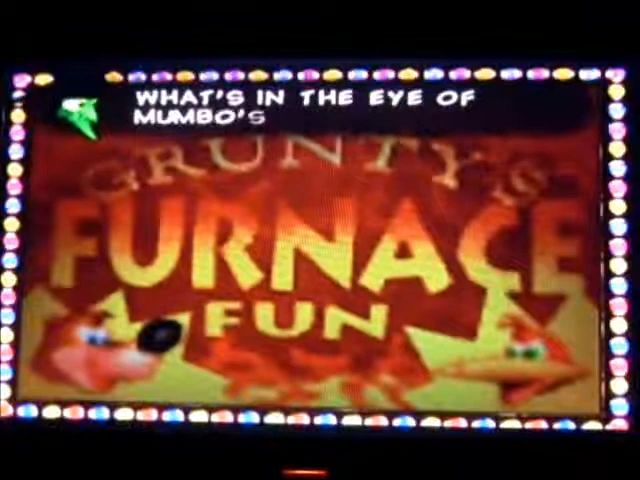 WHAT'S IN THE EYE OF
MUMBO'S
GRUNTY'S
FURNACE
FUN